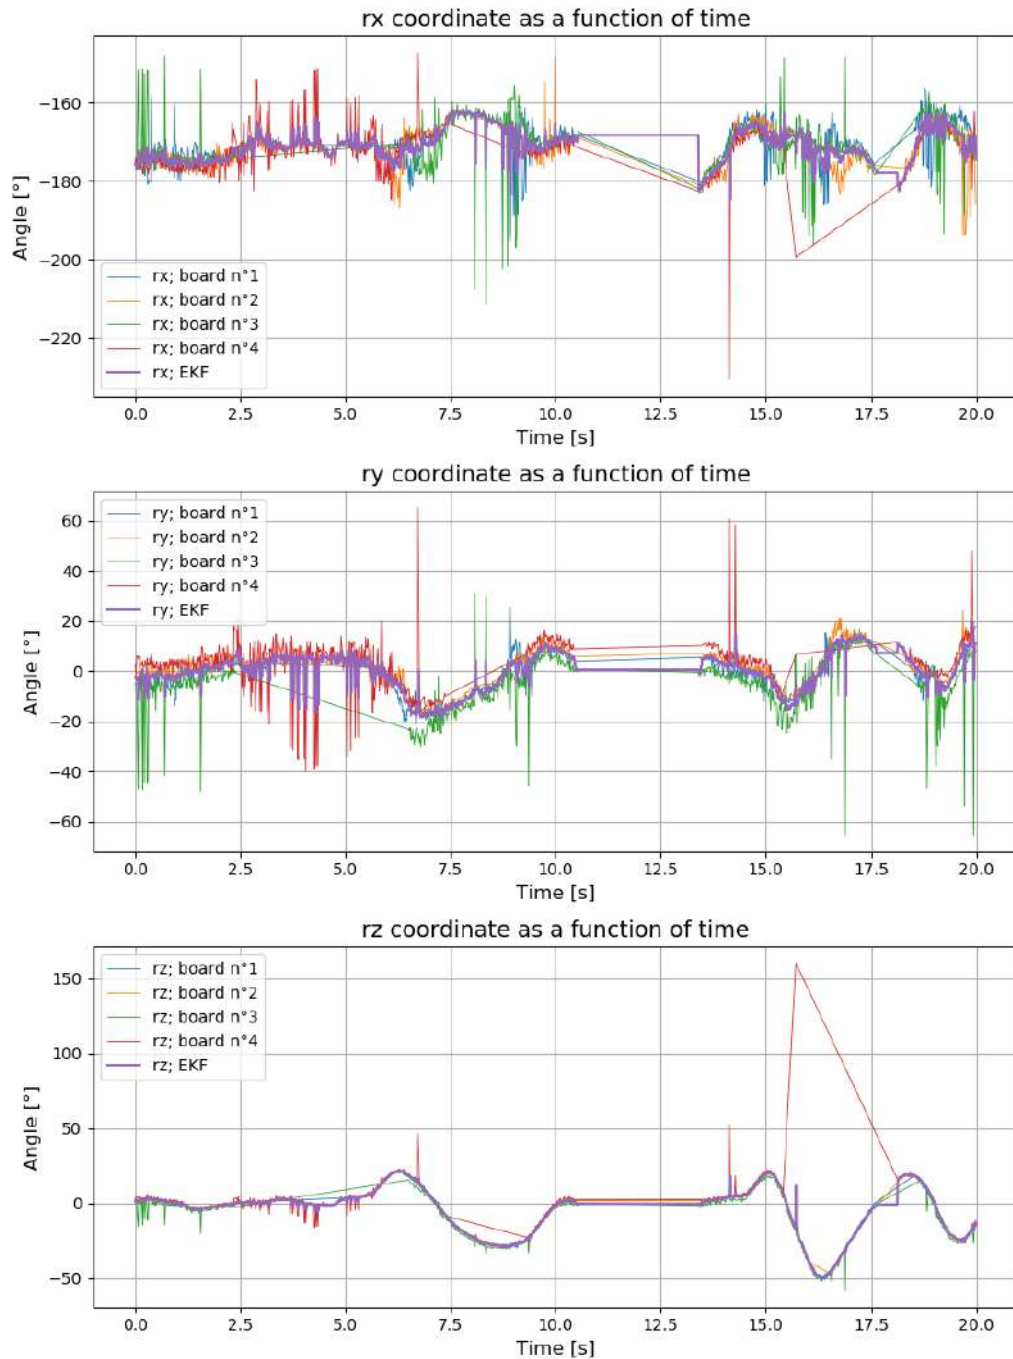 rx coordinate as a function of time
Angle [°]
−160
−180
−200
−220
rx; board n°1
rx; board n°2
rx; board n°3
rx; board n°4
rx; EKF
0.0 2.5 5.0 7.5 10.0 12.5 15.0 17.5 20.0
Time [s]
ry coordinate as a function of time
Angle [°]
60
40
20
0
−20
−40
−60
ry; board n°1
ry; board n°2
ry; board n°3
ry; board n°4
ry; EKF
0.0 2.5 5.0 7.5 10.0 12.5 15.0 17.5 20.0
Time [s]
rz coordinate as a function of time
Angle [°]
150
100
50
0
−50
rz; board n°1
rz; board n°2
rz; board n°3
rz; board n°4
rz; EKF
0.0 2.5 5.0 7.5 10.0 12.5 15.0 17.5 20.0
Time [s]